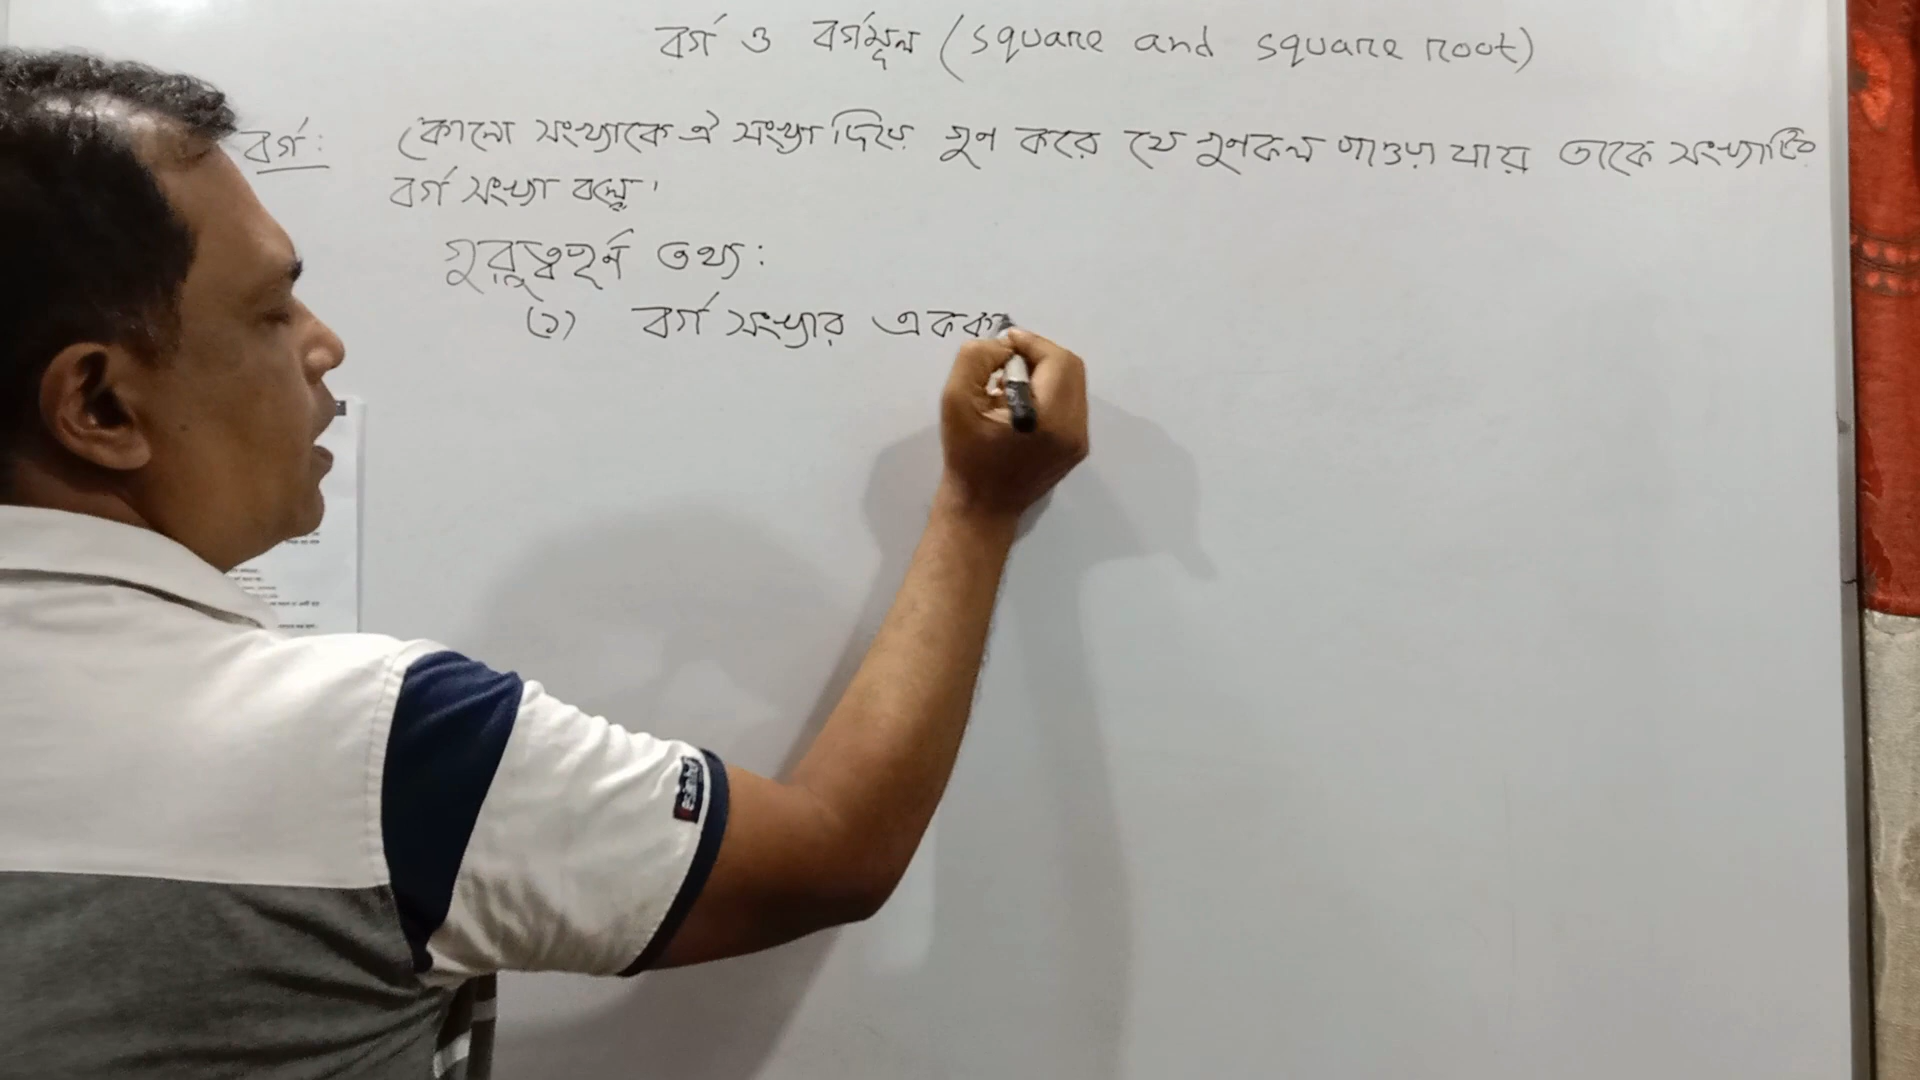 বর্গ ও বর্গমূল (square and square root)
বর্গ: কোনো সংখ্যাকে ঐ সংখ্যা দিয়ে গুণ করে যে গুণফল পাওয়া যায় তাকে সংখ্যাটির
বর্গ সংখ্যা বলে।
গুরুত্বপূর্ন তথ্য:
(১) বর্গ সংখ্যার একক